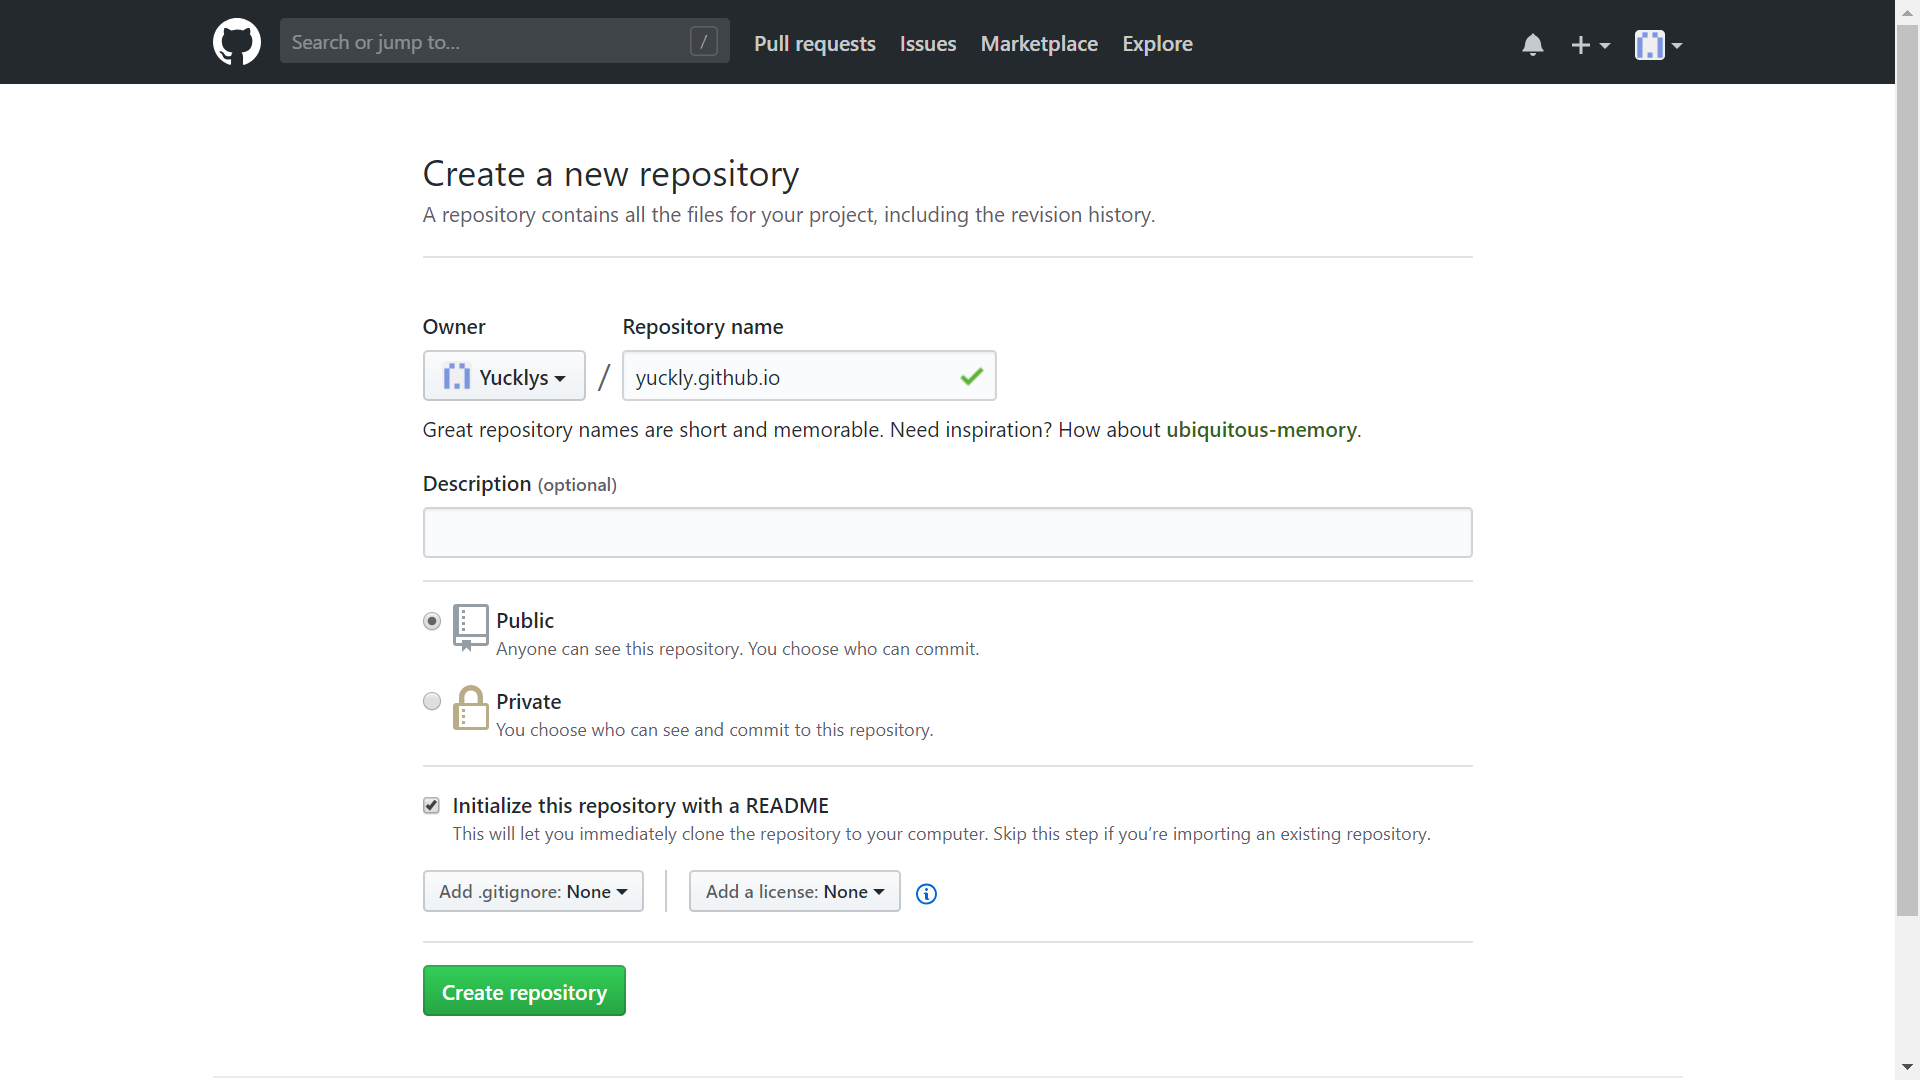 Search or jump to... /
Pull requests Issues Marketplace Explore
Create a new repository
A repository contains all the files for your project, including the revision history.
Owner Repository name
Yucklys / yuckly.github.io
Great repository names are short and memorable. Need inspiration? How about ubiquitous-memory.
Description (optional)
Public
Anyone can see this repository. You choose who can commit.
Private
You choose who can see and commit to this repository.
Initialize this repository with a README
This will let you immediately clone the repository to your computer. Skip this step if you’re importing an existing repository.
Add .gitignore: None Add a license: None
Create repository